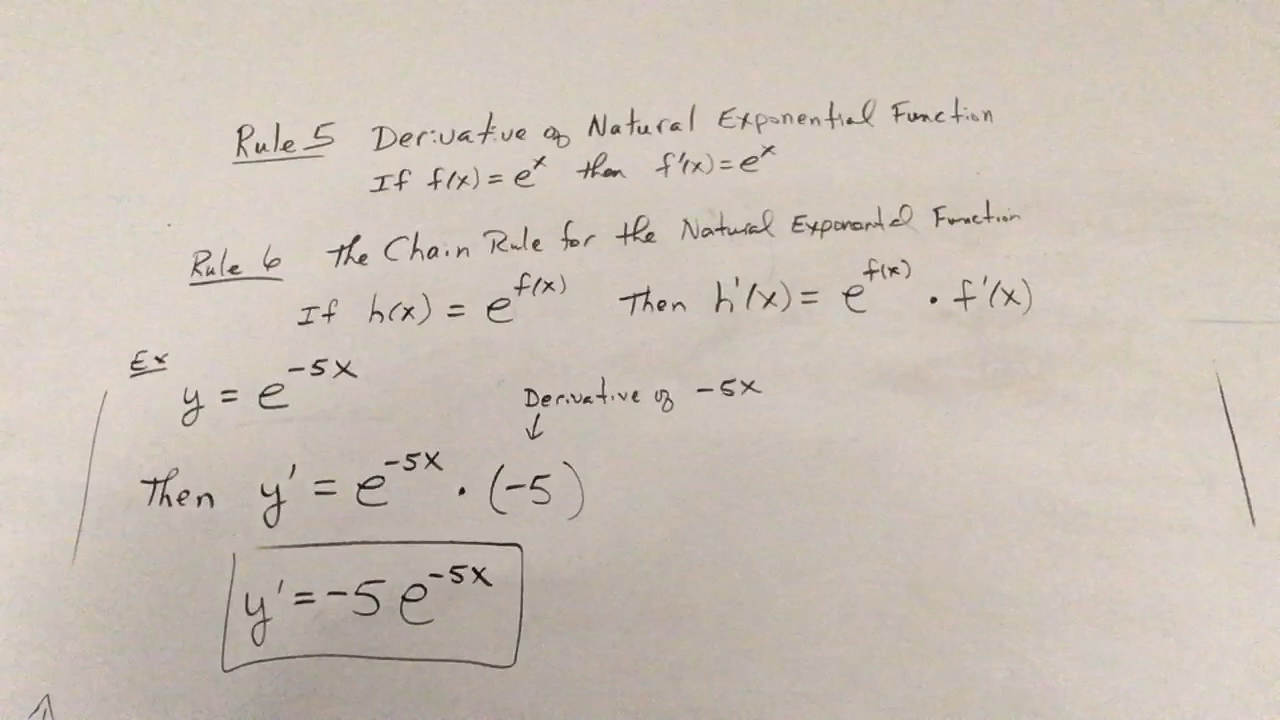 Rule 5 Derivative of Natural Exponential Function
If f(x) = e^x then f'(x) = e^x
Rule 6 The Chain Rule for the Natural Exponential Function
If h(x) = e^f(x) Then h'(x) = e^f(x) · f'(x)
Ex
y = e^-5x
Derivative of -5x
↓
Then y' = e^-5x · (-5)
y' = -5e^-5x